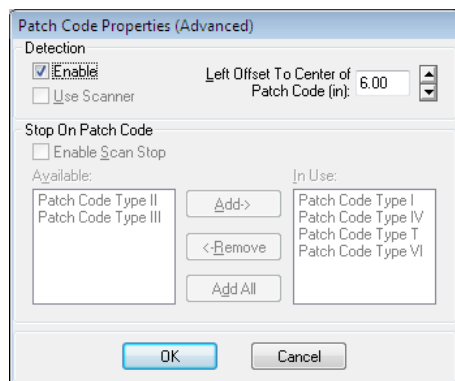 Patch Code Properties (Advanced)
Detection
Enable
Use Scanner
Left Offset To Center of
Patch Code (in): 6.00
Stop On Patch Code
Enable Scan Stop
Available:
Patch Code Type II
Patch Code Type III
Add->
<-Remove
Add All
In Use:
Patch Code Type I
Patch Code Type IV
Patch Code Type T
Patch Code Type VI
OK
Cancel